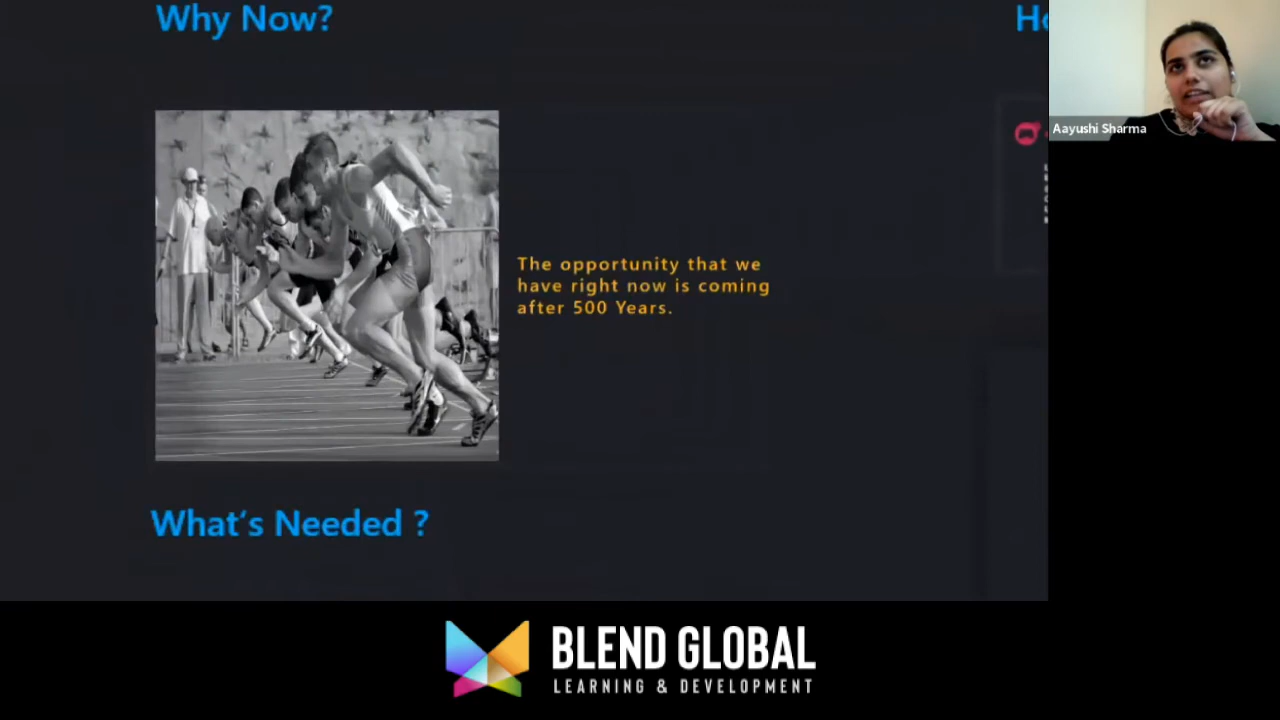 Why Now?
Aayushi Sharma
The opportunity that we
have right now is coming
after 500 Years.
What's Needed ?
BLEND GLOBAL
LEARNING & DEVELOPMENT